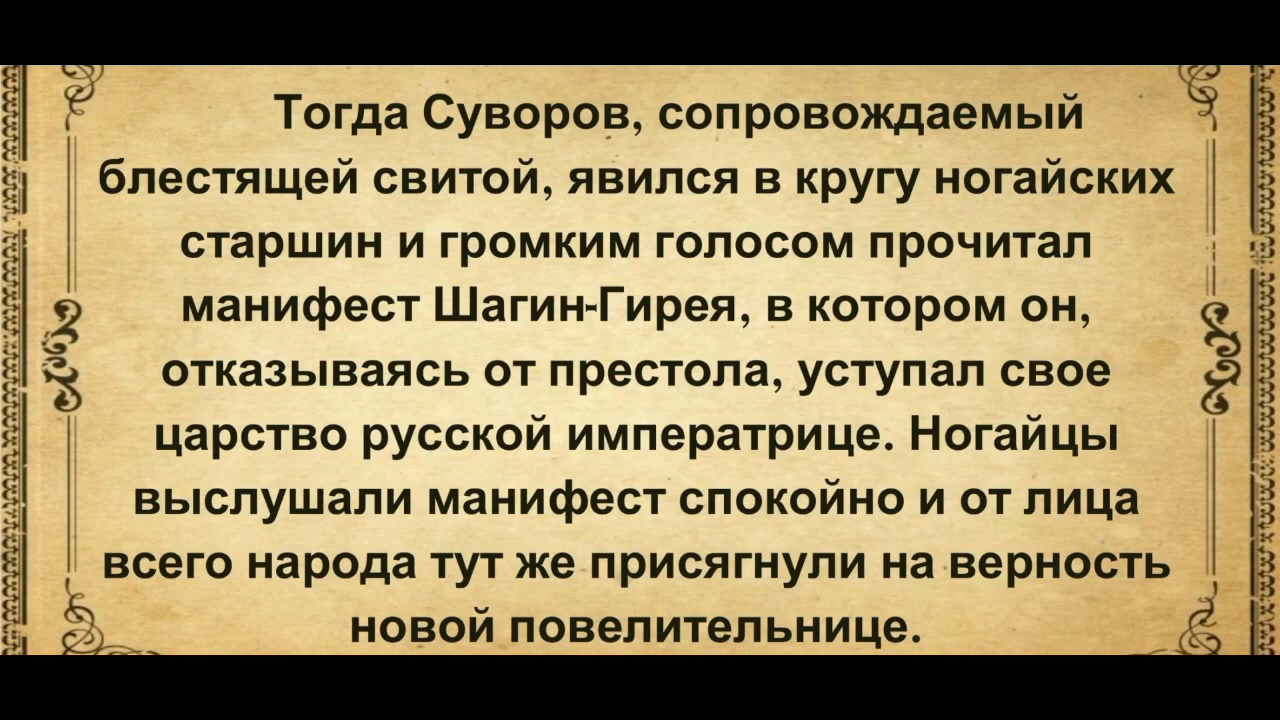 Тогда Суворов, сопровождаемый
блестящей свитой, явился в кругу ногайских
старшин и громким голосом прочитал
манифест Шагин-Гирея, в котором он,
отказываясь от престола, уступал свое
царство русской императрице. Ногайцы
выслушали манифест спокойно и от лица
всего народа тут же присягнули на верность
новой повелительнице.